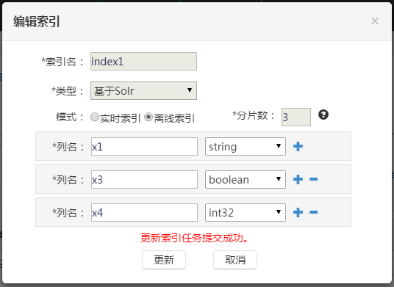 编辑索引 ×
*索引名： index1
*类型： 基于Solr
模式： 实时索引 离线索引 *分片数： 3 ?
*列名： x1 string + 
*列名： x3 boolean + −
*列名： x4 int32 + −
更新索引任务提交成功。
更新 取消